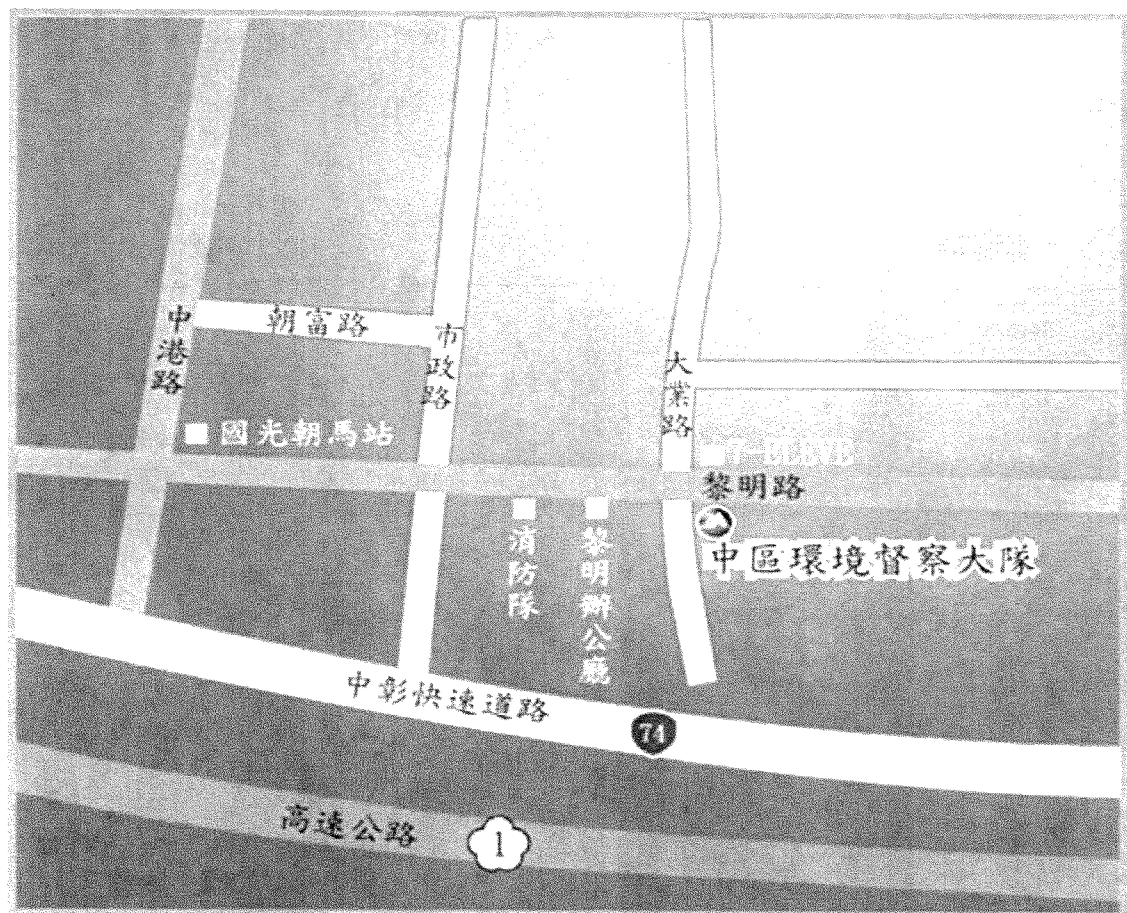 中港路
朝富路
市政路
大業路
國光朝馬站
黎明路
消防隊
黎明辦公廳
中區環境督察大隊
中彰快速道路
74
高速公路
1